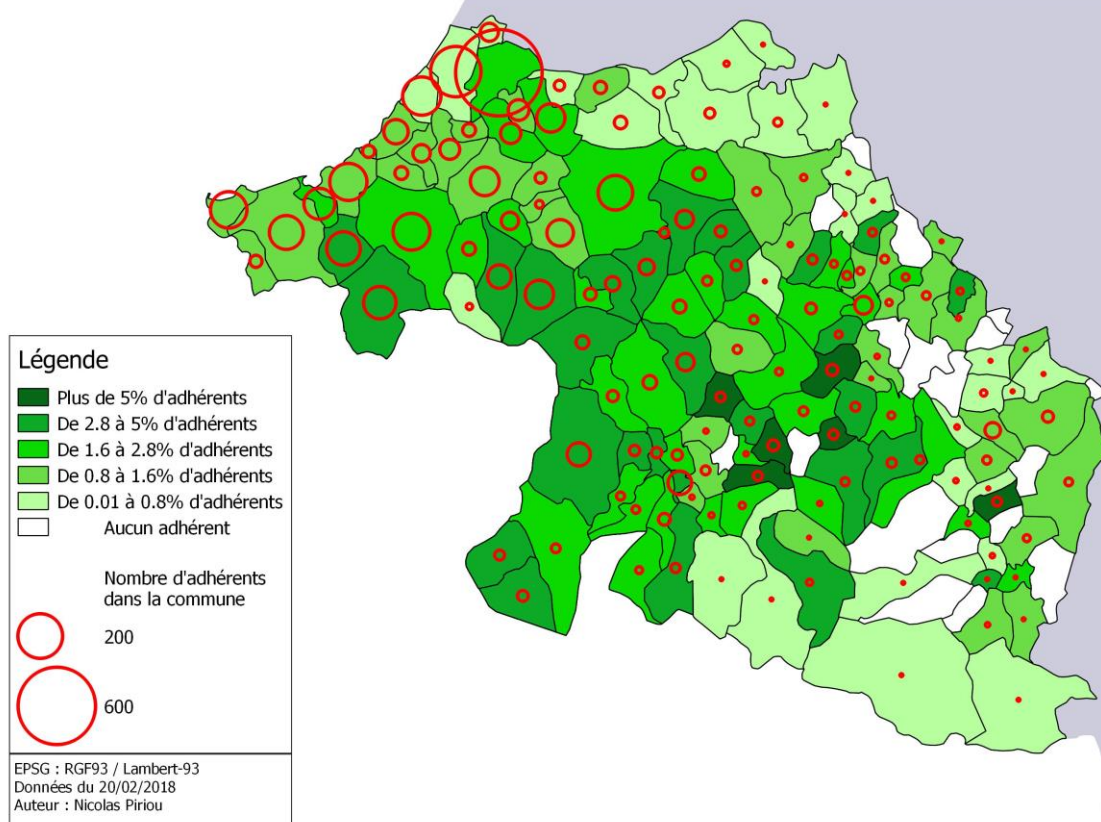 Légende
Plus de 5% d'adhérents
De 2.8 à 5% d'adhérents
De 1.6 à 2.8% d'adhérents
De 0.8 à 1.6% d'adhérents
De 0.01 à 0.8% d'adhérents
Aucun adhérent
Nombre d'adhérents
dans la commune
200
600
EPSG : RGF93 / Lambert-93
Données du 20/02/2018
Auteur : Nicolas Piriou